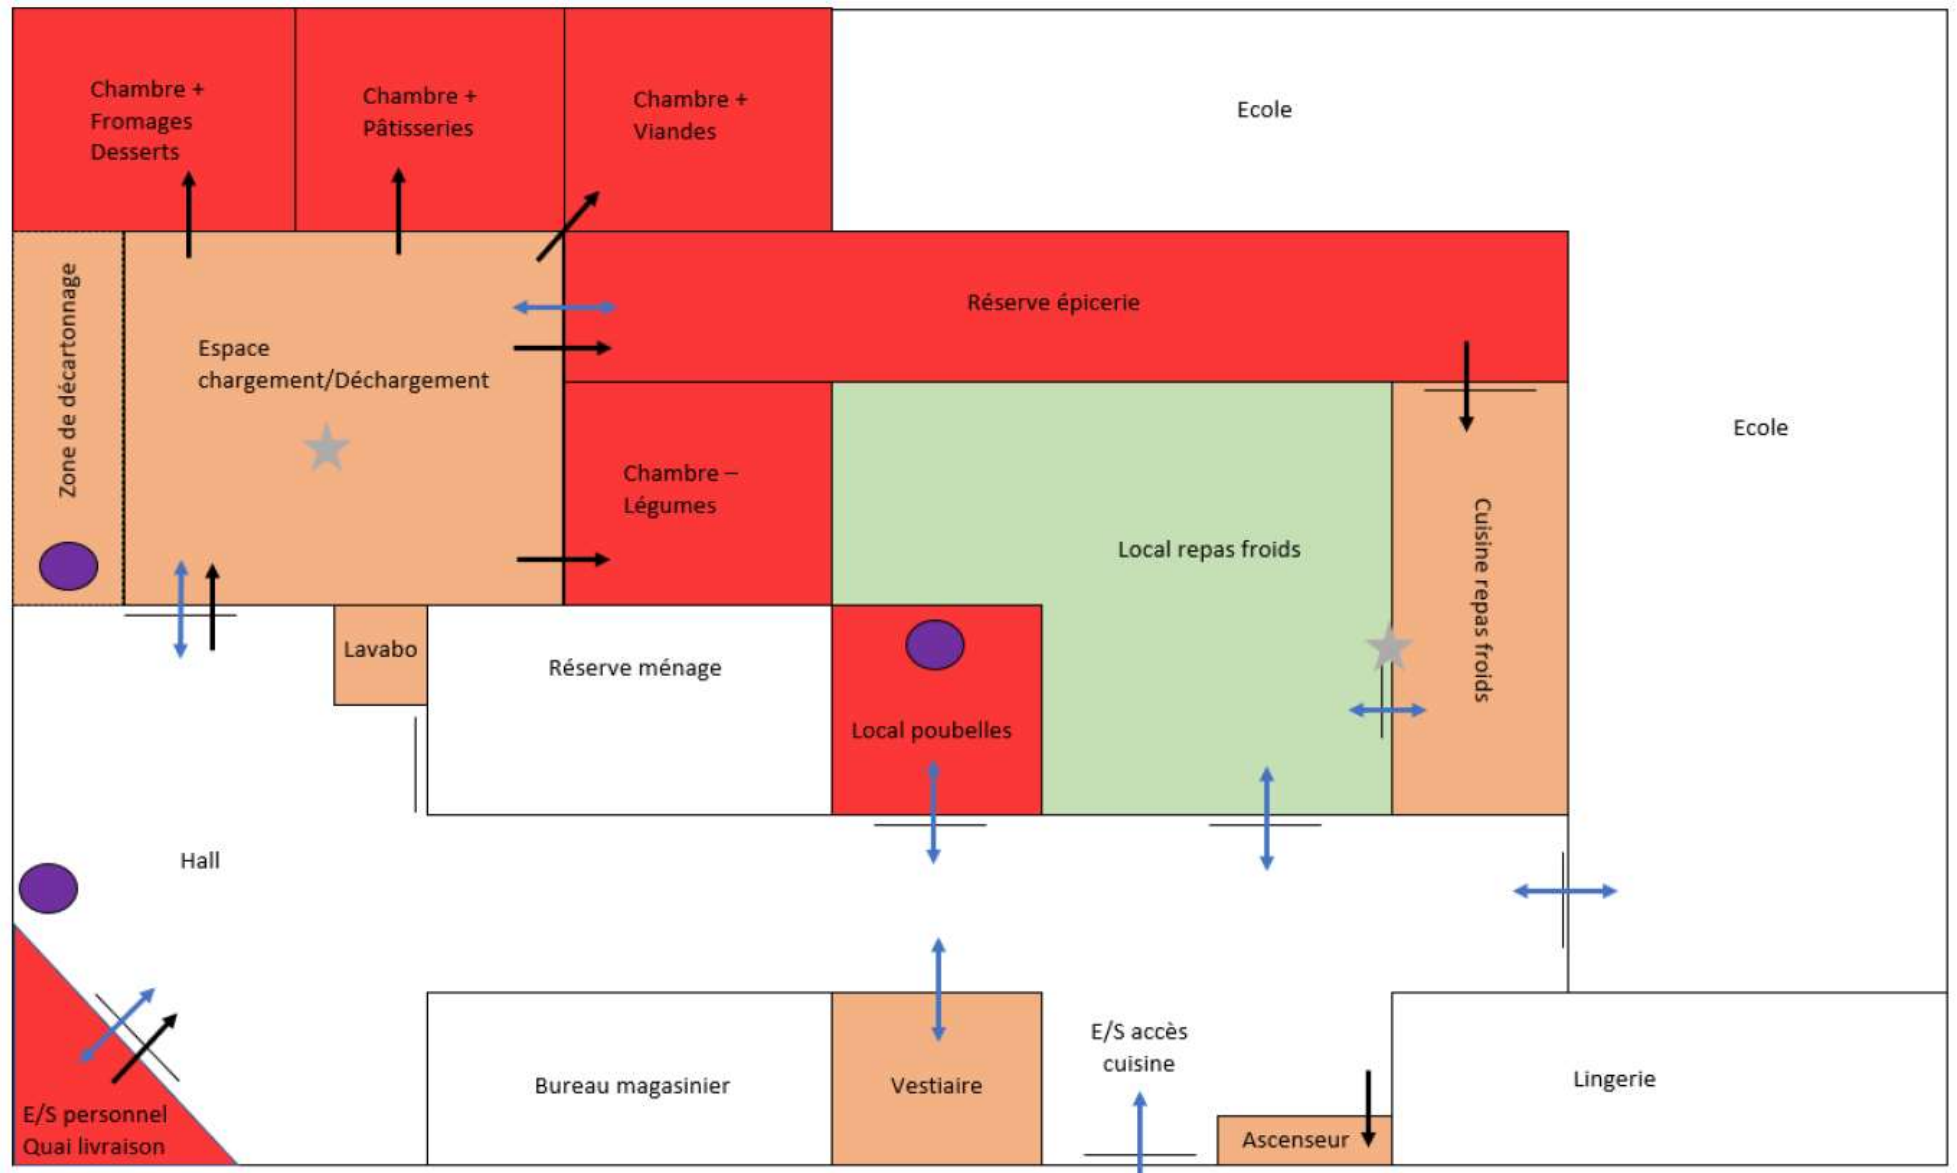 Chambre +
Fromages
Desserts
Chambre +
Pâtisseries
Chambre +
Viandes
Ecole
Zone de décartonnage
Espace
chargement/Déchargement
Réserve épicerie
Chambre –
Légumes
Local repas froids
Cuisine repas froids
Ecole
Lavabo
Réserve ménage
Local poubelles
Hall
E/S personnel
Quai livraison
Bureau magasinier
Vestiaire
E/S accès
cuisine
Ascenseur
Lingerie